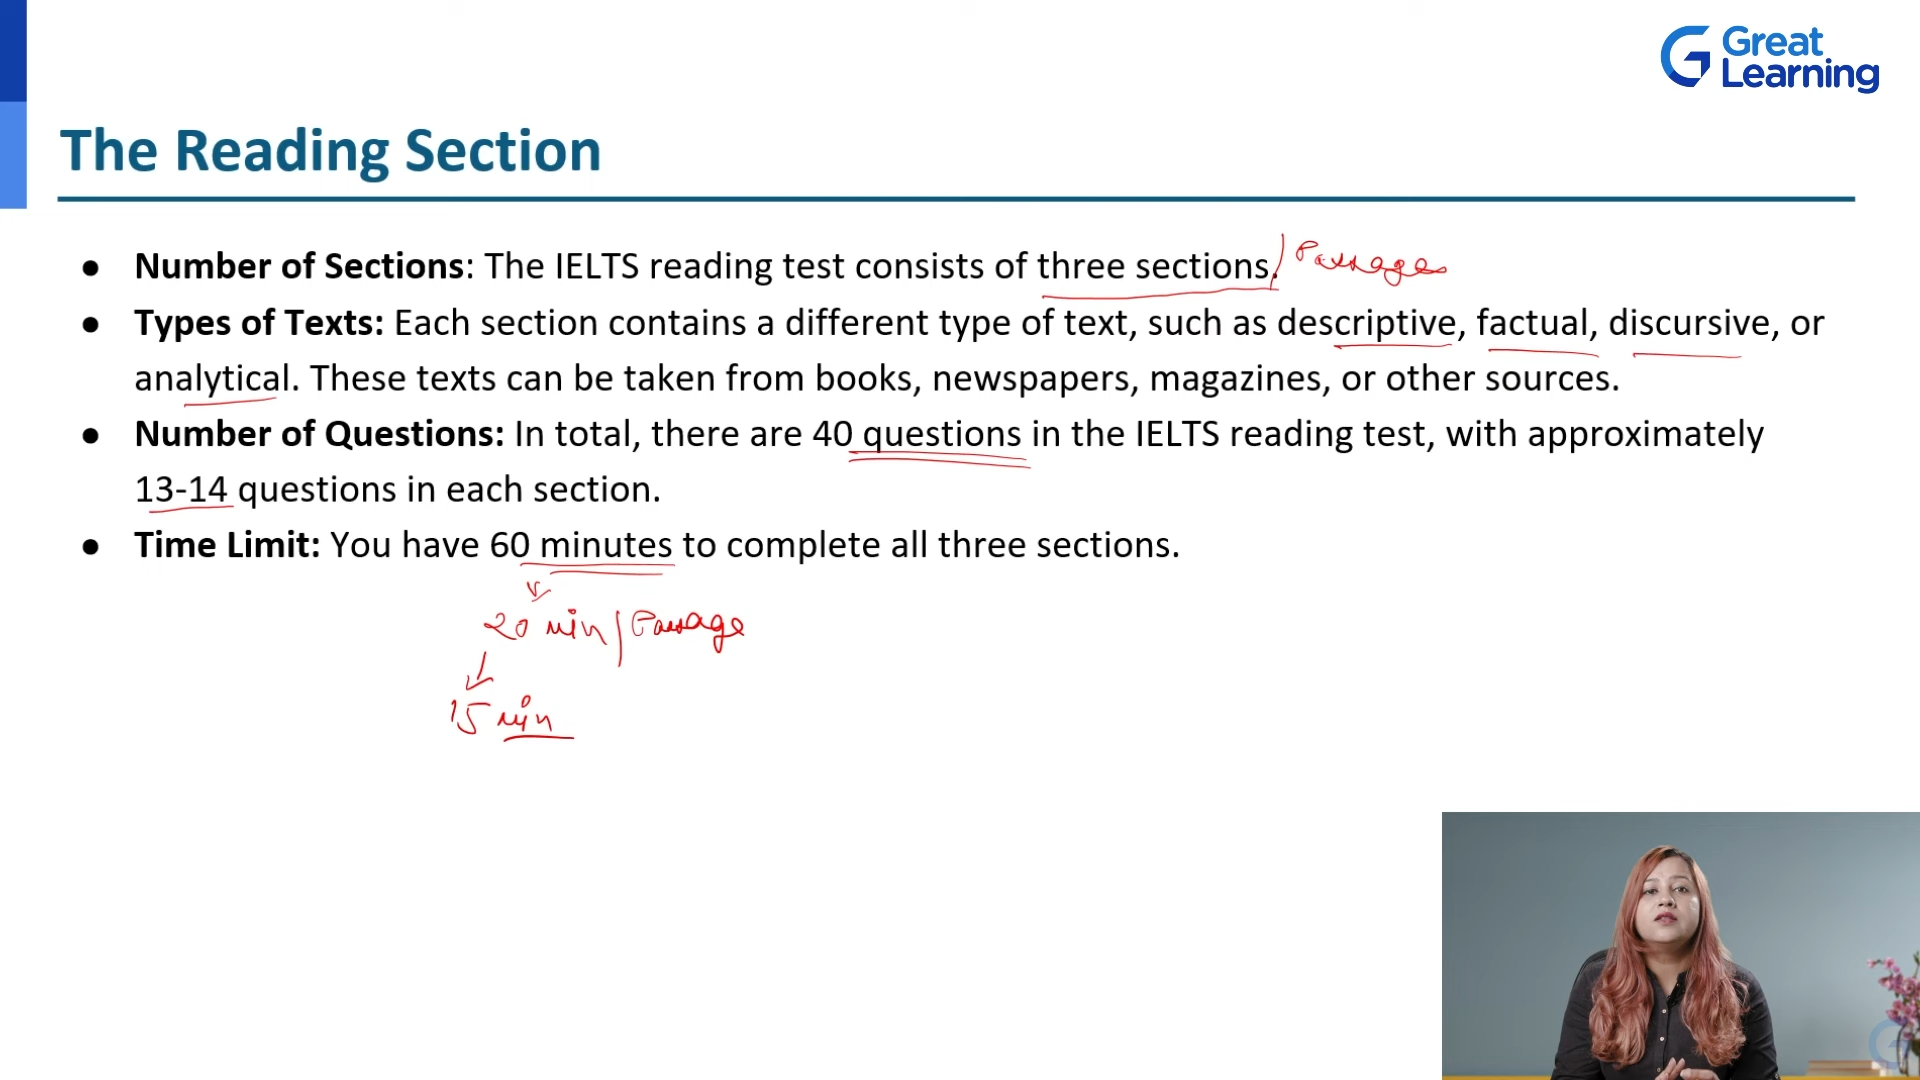 Great
Learning
The Reading Section
● Number of Sections: The IELTS reading test consists of three sections. / Passages
● Types of Texts: Each section contains a different type of text, such as descriptive, factual, discursive, or
analytical. These texts can be taken from books, newspapers, magazines, or other sources.
● Number of Questions: In total, there are 40 questions in the IELTS reading test, with approximately
13-14 questions in each section.
● Time Limit: You have 60 minutes to complete all three sections.
20 min / Passage
15 min